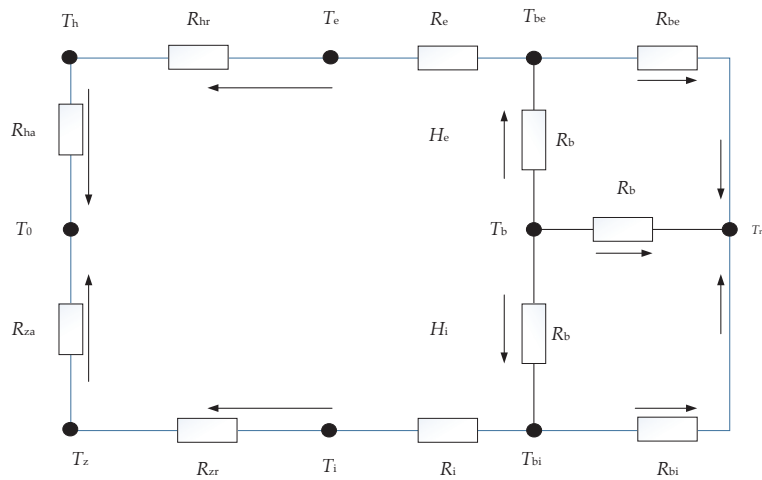 Th
Rhr
Te
Re
Tbe
Rbe
Rha
He
Rb
Rb
T0
Tb
Tr
Rza
Hi
Rb
Tz
Rzr
Ti
Ri
Tbi
Rbi